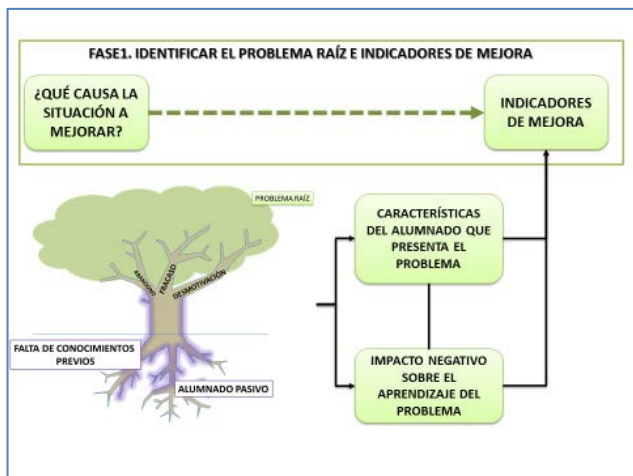 FASE1. IDENTIFICAR EL PROBLEMA RAÍZ E INDICADORES DE MEJORA
¿QUÉ CAUSA LA
SITUACIÓN A
MEJORAR?
INDICADORES
DE MEJORA
PROBLEMA RAÍZ
ABANDONO
FRACASO
DESMOTIVACIÓN
FALTA DE CONOCIMIENTOS
PREVIOS
ALUMNADO PASIVO
CARACTERÍSTICAS
DEL ALUMNADO QUE
PRESENTA EL
PROBLEMA
IMPACTO NEGATIVO
SOBRE EL
APRENDIZAJE DEL
PROBLEMA